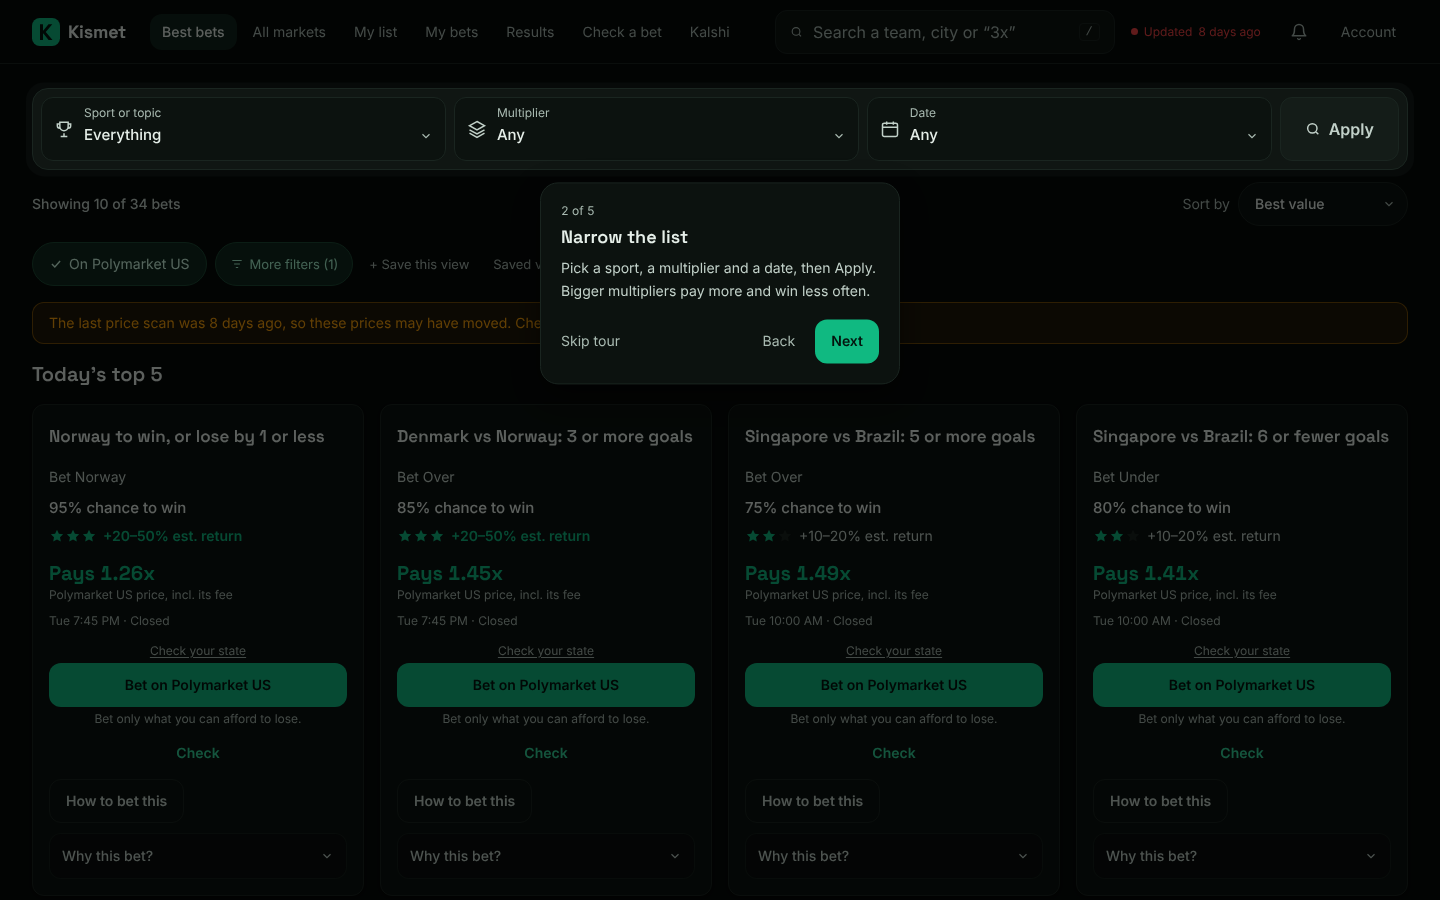 Kismet
Best bets
All markets
My list
My bets
Results
Check a bet
Kalshi
Search a team, city or “3x”
/
Updated 8 days ago
Account
Sport or topic
Everything
Multiplier
Any
Date
Any
Apply
Showing 10 of 34 bets
Sort by
Best value
On Polymarket US
More filters (1)
+ Save this view
Saved
The last price scan was 8 days ago, so these prices may have moved.
2 of 5
Narrow the list
Pick a sport, a multiplier and a date, then Apply.
Bigger multipliers pay more and win less often.
Skip tour
Back
Next
Today's top 5
Norway to win, or lose by 1 or less
Bet Norway
95% chance to win
+20–50% est. return
Pays 1.26x
Polymarket US price, incl. its fee
Tue 7:45 PM · Closed
Check your state
Bet on Polymarket US
Bet only what you can afford to lose.
Check
How to bet this
Why this bet?
Denmark vs Norway: 3 or more goals
Bet Over
85% chance to win
+20–50% est. return
Pays 1.45x
Polymarket US price, incl. its fee
Tue 7:45 PM · Closed
Check your state
Bet on Polymarket US
Bet only what you can afford to lose.
Check
How to bet this
Why this bet?
Singapore vs Brazil: 5 or more goals
Bet Over
75% chance to win
+10–20% est. return
Pays 1.49x
Polymarket US price, incl. its fee
Tue 10:00 AM · Closed
Check your state
Bet on Polymarket US
Bet only what you can afford to lose.
Check
How to bet this
Why this bet?
Singapore vs Brazil: 6 or fewer goals
Bet Under
80% chance to win
+10–20% est. return
Pays 1.41x
Polymarket US price, incl. its fee
Tue 10:00 AM · Closed
Check your state
Bet on Polymarket US
Bet only what you can afford to lose.
Check
How to bet this
Why this bet?